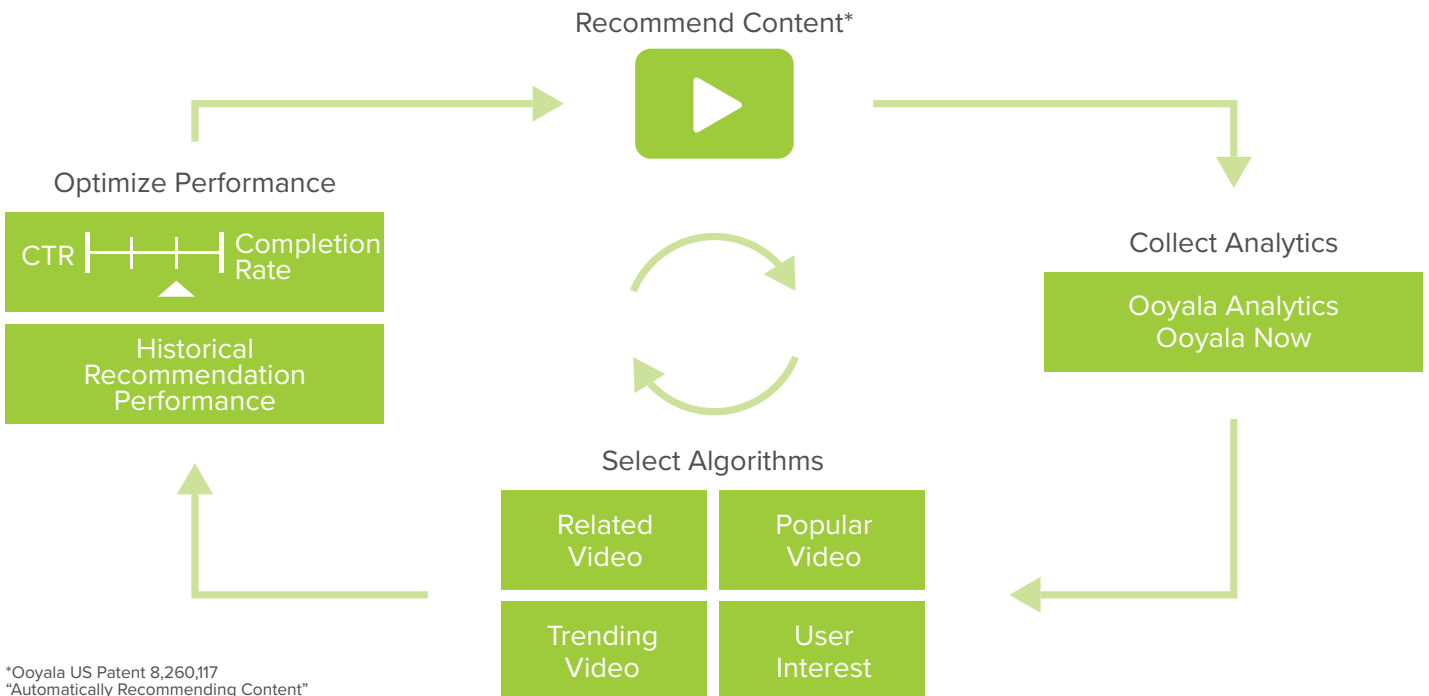 Recommend Content*
Optimize Performance
CTR
Completion
Rate
Historical
Recommendation
Performance
Collect Analytics
Ooyala Analytics
Ooyala Now
Select Algorithms
Related
Video
Popular
Video
Trending
Video
User
Interest
*Ooyala US Patent 8,260,117
“Automatically Recommending Content”